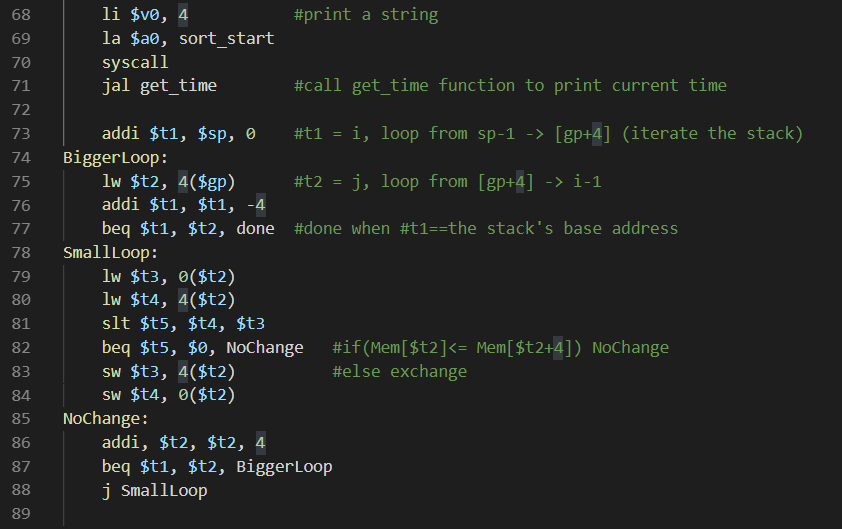 68 li $v0, 4 #print a string
69 la $a0, sort_start
70 syscall
71 jal get_time #call get_time function to print current time
72
73 addi $t1, $sp, 0 #t1 = i, loop from sp-1 -> [gp+4] (iterate the stack)
74 BiggerLoop:
75 lw $t2, 4($gp) #t2 = j, loop from [gp+4] -> i-1
76 addi $t1, $t1, -4
77 beq $t1, $t2, done #done when #t1==the stack's base address
78 SmallLoop:
79 lw $t3, 0($t2)
80 lw $t4, 4($t2)
81 slt $t5, $t4, $t3
82 beq $t5, $0, NoChange #if(Mem[$t2]<= Mem[$t2+4]) NoChange
83 sw $t3, 4($t2) #else exchange
84 sw $t4, 0($t2)
85 NoChange:
86 addi, $t2, $t2, 4
87 beq $t1, $t2, BiggerLoop
88 j SmallLoop
89